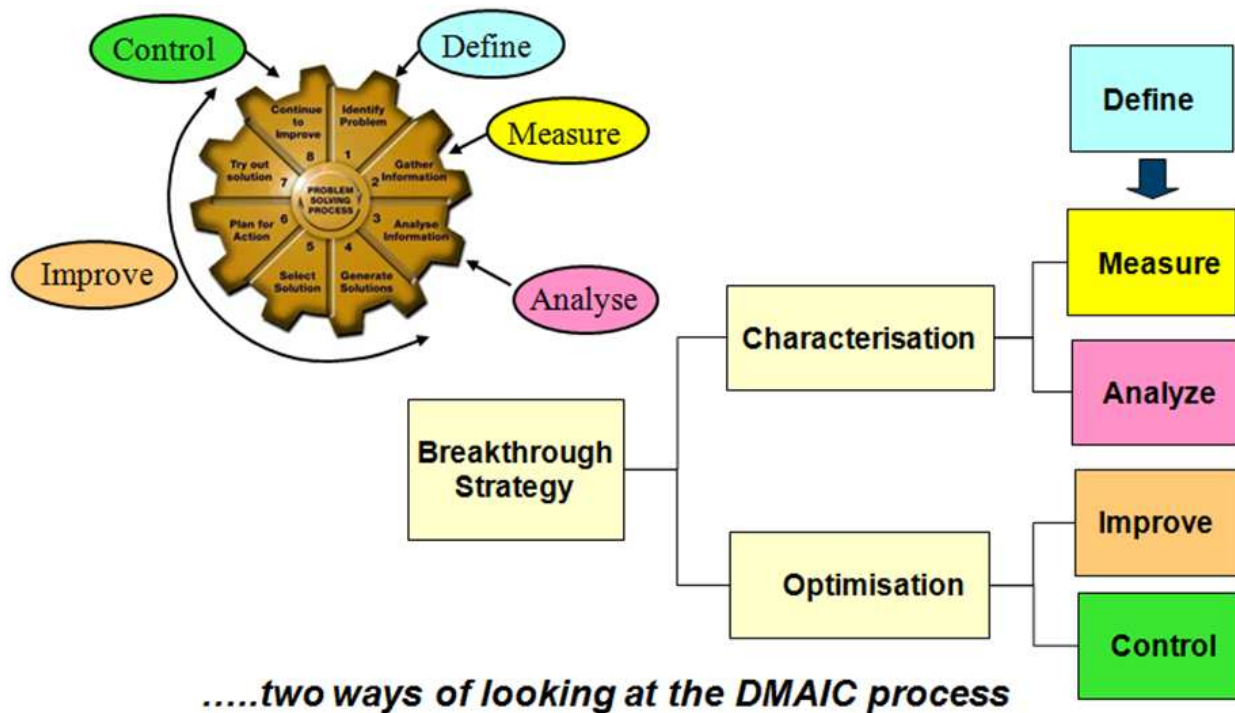 Control
Define
Measure
Analyse
Improve
Identify
Problem
1
Gather
Information
2
Analyse
Information
3
Generate
Solutions
4
Select
Solution
5
Plan for
Action
6
Try out
solution
7
Continue
to
Improve
8
PROBLEM
SOLVING
PROCESS
Breakthrough
Strategy
Characterisation
Optimisation
Define
Measure
Analyze
Improve
Control
.....two ways of looking at the DMAIC process